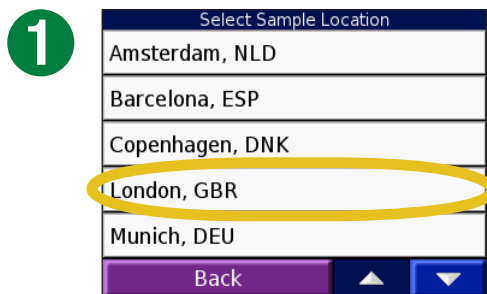 1
Select Sample Location
Amsterdam, NLD
Barcelona, ESP
Copenhagen, DNK
London, GBR
Munich, DEU
Back